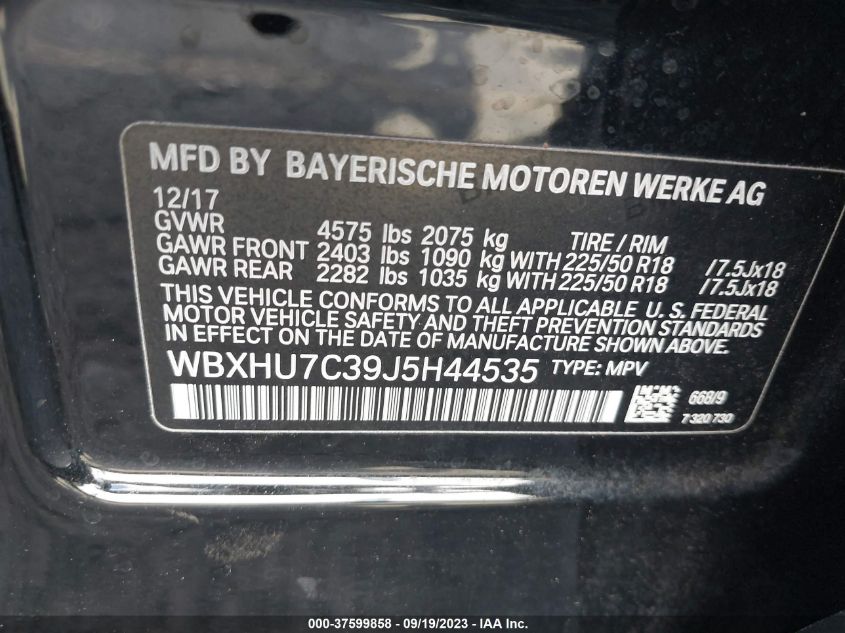 MFD BY BAYERISCHE MOTOREN WERKE AG
12/17
GVWR 4575 lbs 2075 kg TIRE / RIM
GAWR FRONT 2403 lbs 1090 kg WITH 225/50 R18 /7.5Jx18
GAWR REAR 2282 lbs 1035 kg WITH 225/50 R18 /7.5Jx18
THIS VEHICLE CONFORMS TO ALL APPLICABLE U. S. FEDERAL
MOTOR VEHICLE SAFETY AND THEFT PREVENTION STANDARDS
IN EFFECT ON THE DATE OF MANUFACTURE SHOWN ABOVE.
WBXHU7C39J5H44535 TYPE: MPV
668/9
7 320 730
000-37599858 - 09/19/2023 - IAA Inc.